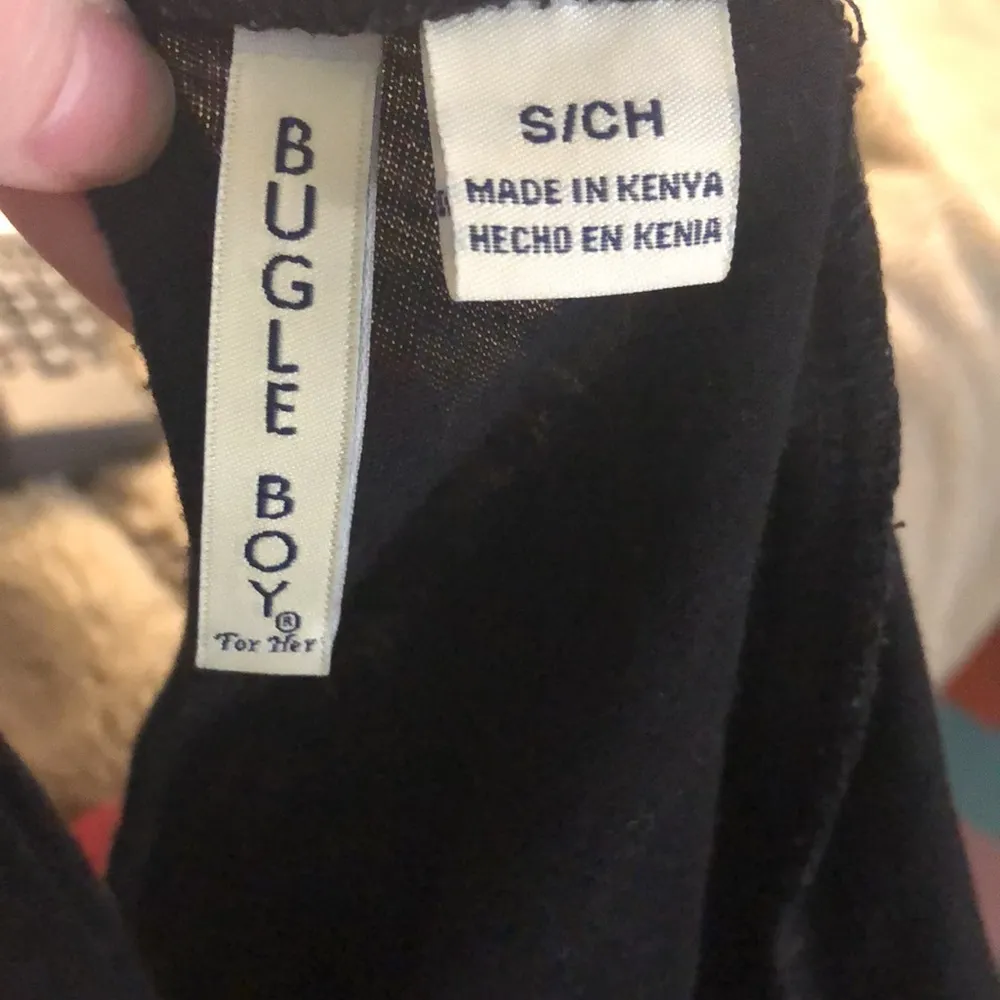 BUGLE BOY®
For Her
S/CH
MADE IN KENYA
HECHO EN KENIA